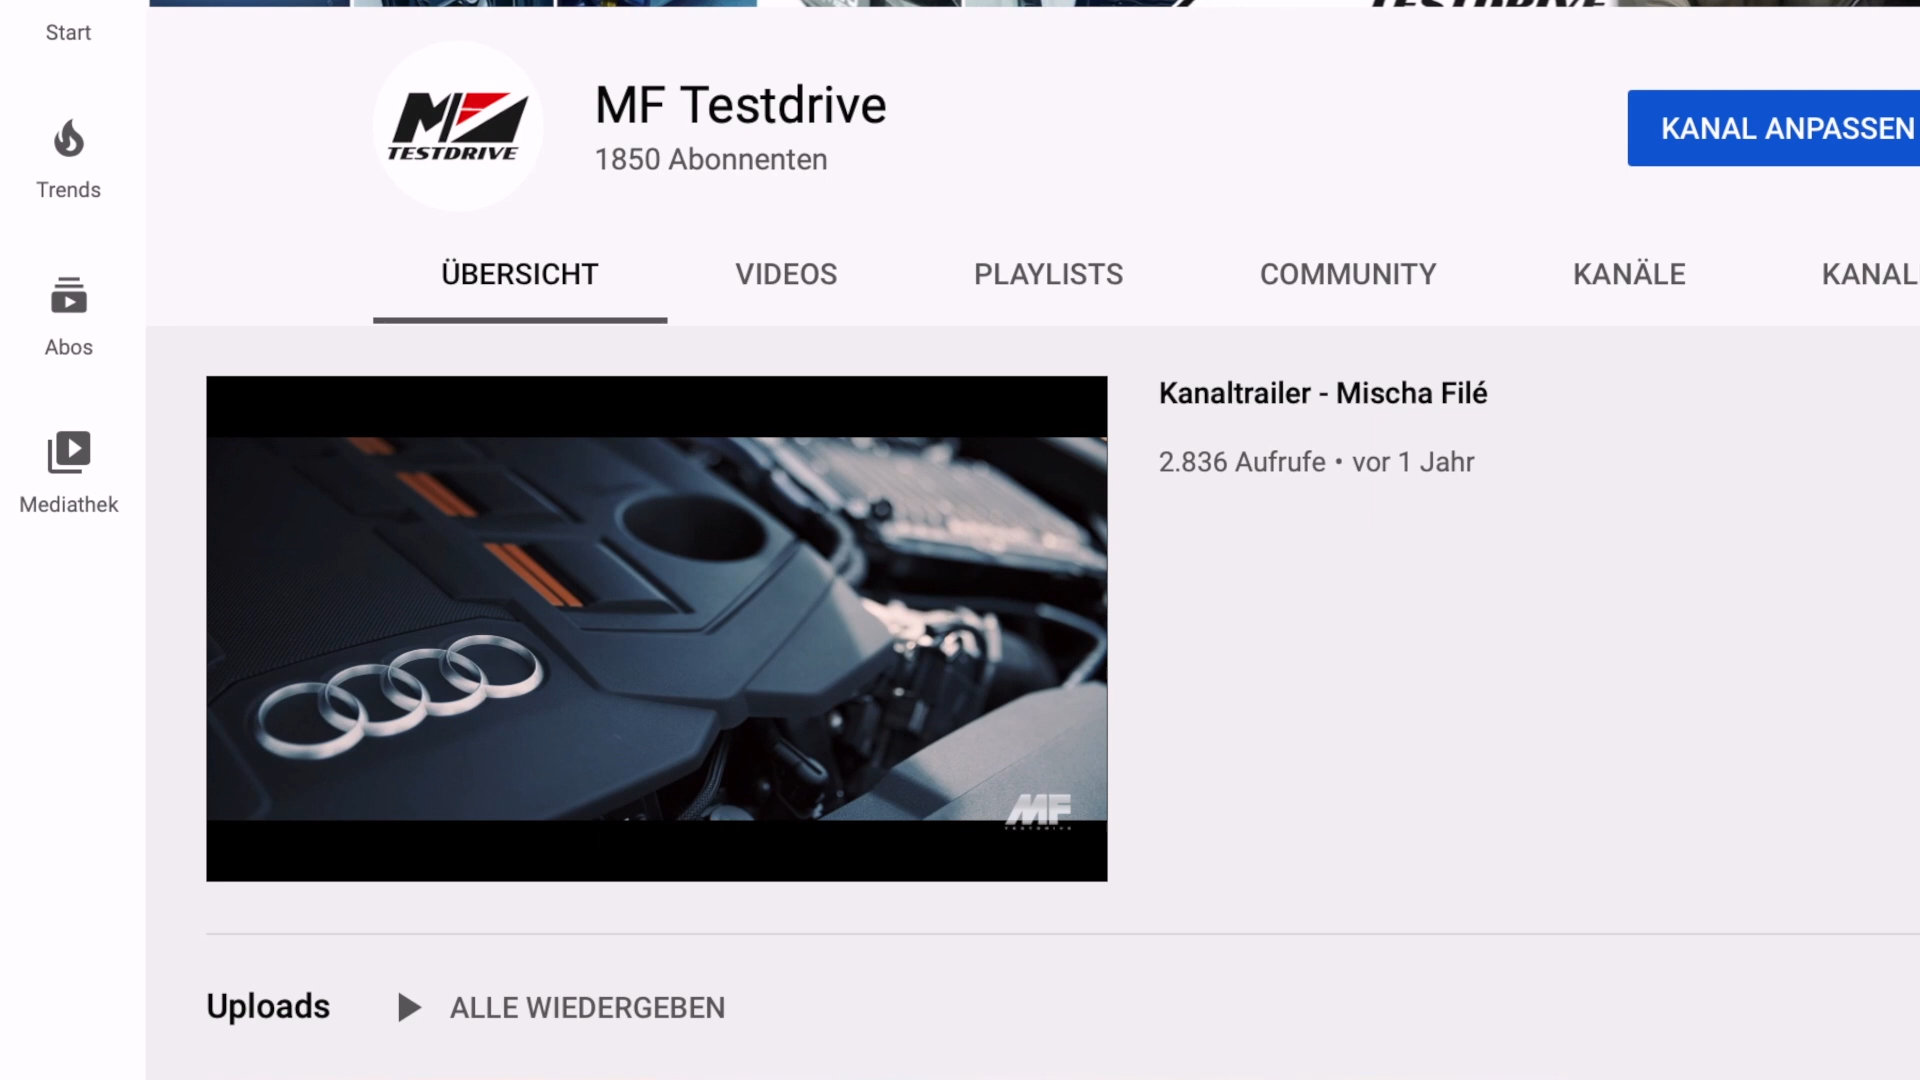 Start
Trends
Abos
Mediathek
MF
TESTDRIVE
MF Testdrive
1850 Abonnenten
KANAL ANPASSEN
ÜBERSICHT
VIDEOS
PLAYLISTS
COMMUNITY
KANÄLE
KANAL
Kanaltrailer - Mischa Filé
2.836 Aufrufe • vor 1 Jahr
MF
TESTDRIVE
Uploads
ALLE WIEDERGEBEN